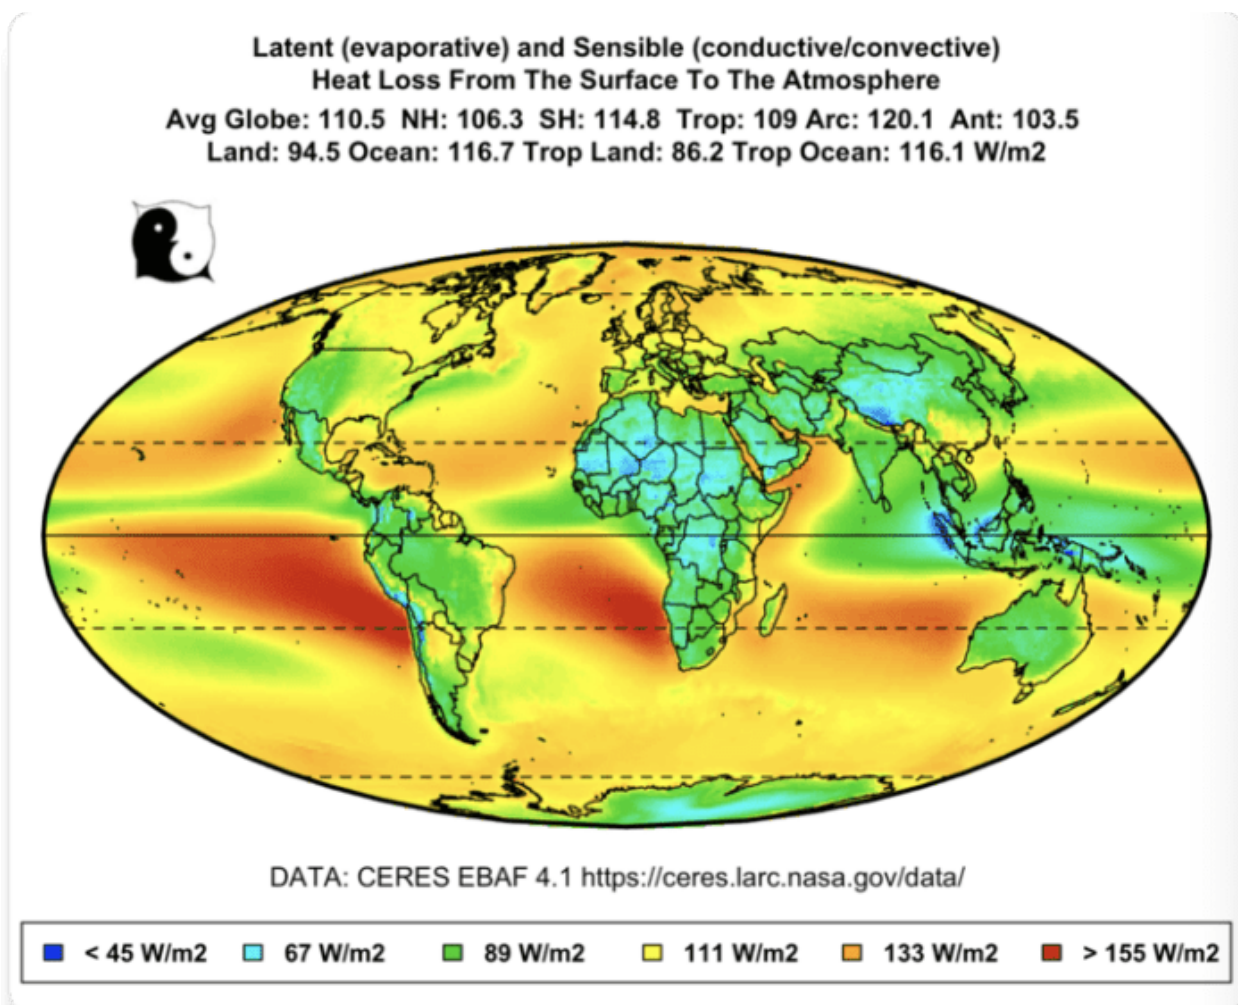 Latent (evaporative) and Sensible (conductive/convective)
Heat Loss From The Surface To The Atmosphere
Avg Globe: 110.5 NH: 106.3 SH: 114.8 Trop: 109 Arc: 120.1 Ant: 103.5
Land: 94.5 Ocean: 116.7 Trop Land: 86.2 Trop Ocean: 116.1 W/m2
DATA: CERES EBAF 4.1 https://ceres.larc.nasa.gov/data/
< 45 W/m2 67 W/m2 89 W/m2 111 W/m2 133 W/m2 > 155 W/m2